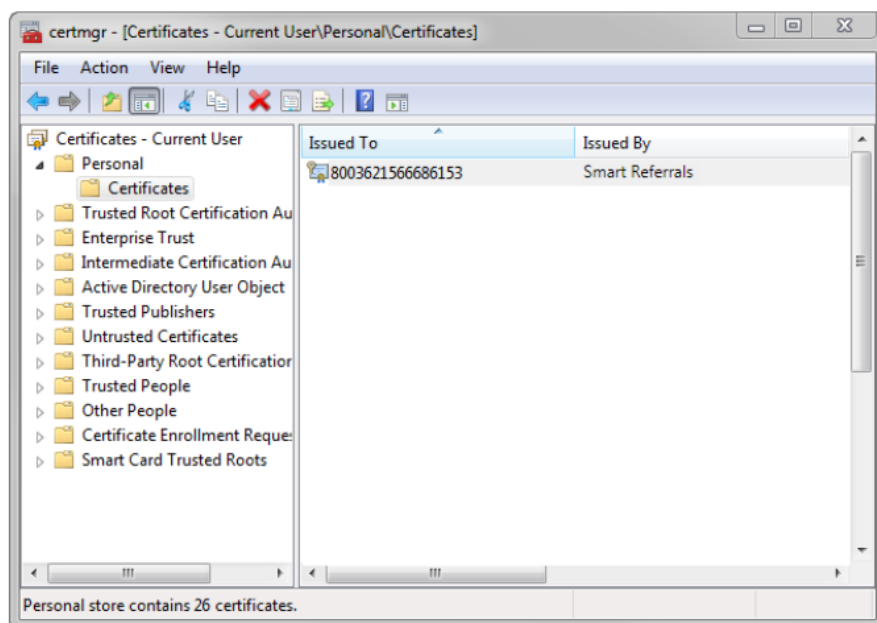 certmgr - [Certificates - Current User\Personal\Certificates]
File Action View Help
Certificates - Current User
Personal
Certificates
Trusted Root Certification Au
Enterprise Trust
Intermediate Certification Au
Active Directory User Object
Trusted Publishers
Untrusted Certificates
Third-Party Root Certification
Trusted People
Other People
Certificate Enrollment Reques
Smart Card Trusted Roots
Issued To Issued By
8003621566686153 Smart Referrals
Personal store contains 26 certificates.